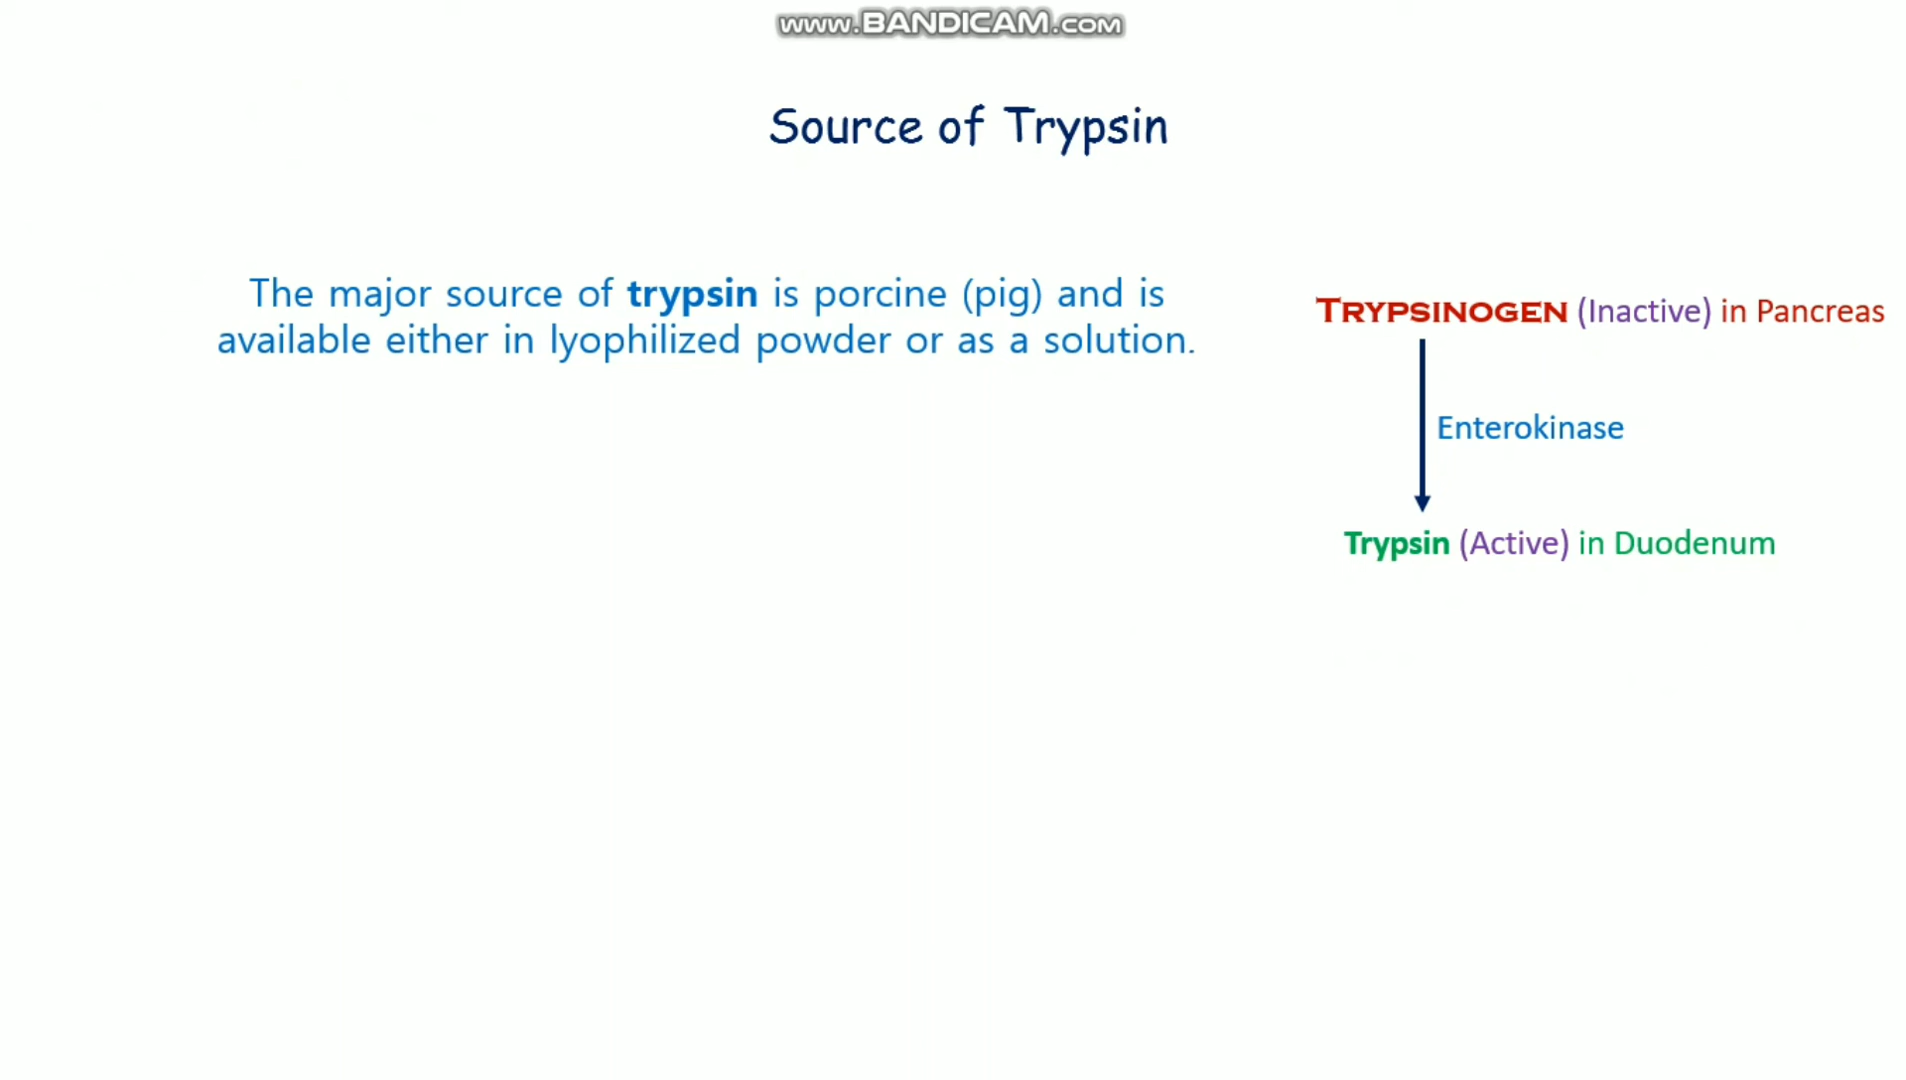 www.BANDICAM.com
Source of Trypsin
The major source of trypsin is porcine (pig) and is
available either in lyophilized powder or as a solution.
TRYPSINOGEN (Inactive) in Pancreas
Enterokinase
Trypsin (Active) in Duodenum